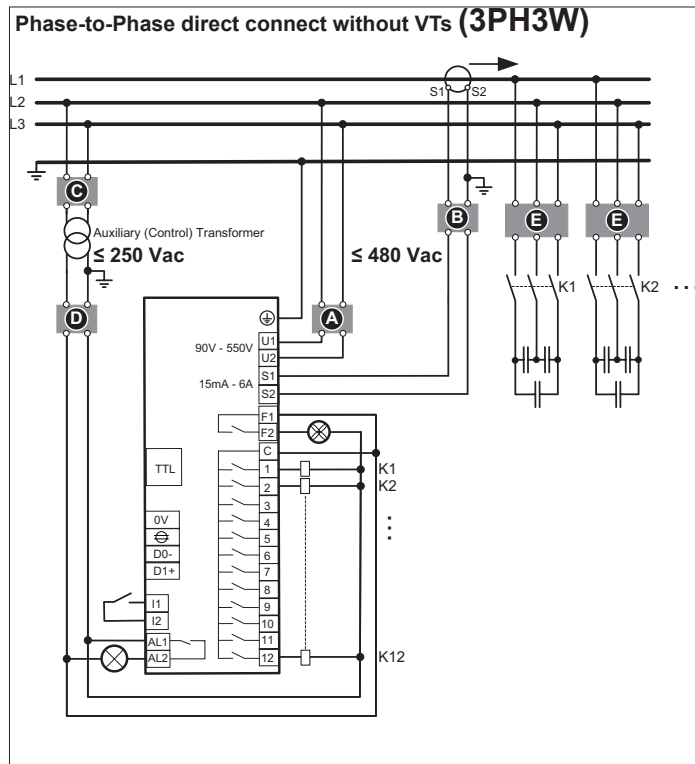 Phase-to-Phase direct connect without VTs (3PH3W)
L1
S1 S2
L2
L3
C
B
E
E
Auxiliary (Control) Transformer
≤ 250 Vac
≤ 480 Vac
K1
K2
...
D
A
U1
90V - 550V
U2
S1
15mA - 6A
S2
F1
F2
C
TTL
1
K1
2
K2
3
0V
4
5
D0-
6
D1+
7
8
I1
9
I2
10
AL1
11
AL2
12
K12